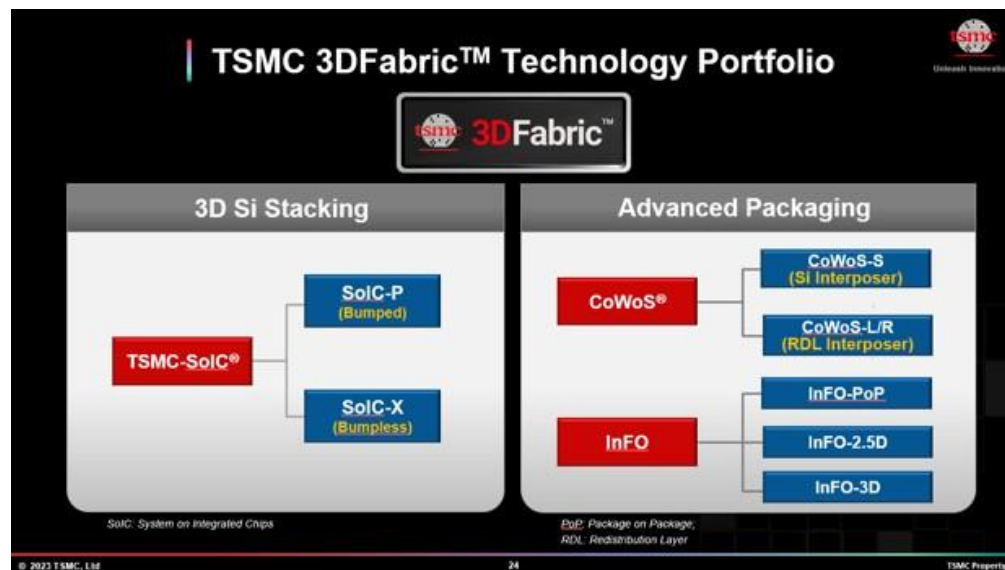 TSMC 3DFabric™ Technology Portfolio
tsmc
Unleash Innovatio
tsmc 3DFabric™
3D Si Stacking
TSMC-SoIC®
SoIC-P
(Bumped)
SoIC-X
(Bumpless)
SoIC: System on Integrated Chips
Advanced Packaging
CoWoS®
CoWoS-S
(Si Interposer)
CoWoS-L/R
(RDL Interposer)
InFO
InFO-PoP
InFO-2.5D
InFO-3D
PoP: Package on Package;
RDL: Redistribution Layer
© 2023 TSMC, Ltd
24
TSMC Propert